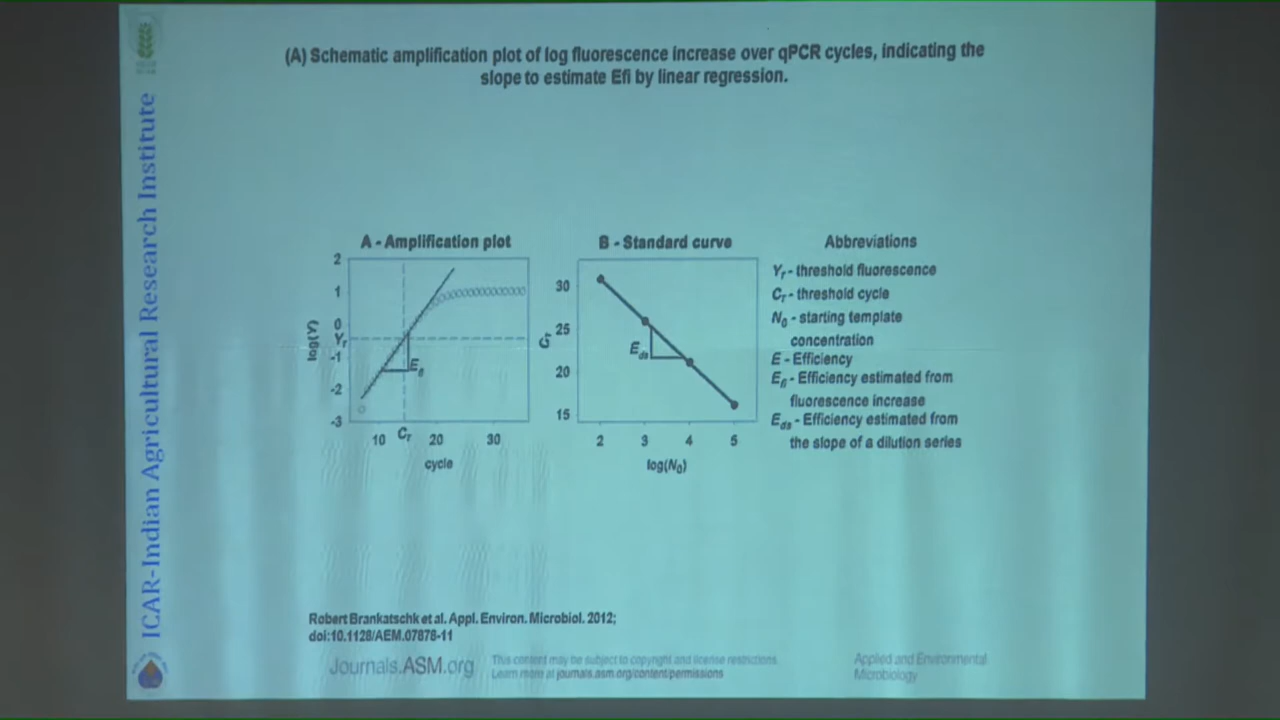 (A) Schematic amplification plot of log fluorescence increase over qPCR cycles, indicating the
slope to estimate Efi by linear regression.
ICAR-Indian Agricultural Research Institute
A - Amplification plot
2
1
0
YT
-1
-2
-3
log(Y)
Efl
10
CT
20
30
cycle
B - Standard curve
30
25
20
15
CT
Eds
2
3
4
5
log(N0)
Abbreviations
YT - threshold fluorescence
CT - threshold cycle
N0 - starting template
concentration
E - Efficiency
Efl - Efficiency estimated from
fluorescence increase
Eds - Efficiency estimated from
the slope of a dilution series
Robert Brankatschk et al. Appl. Environ. Microbiol. 2012;
doi:10.1128/AEM.07878-11
Journals.ASM.org
This content may be subject to copyright and license restrictions.
Learn more at journals.asm.org/content/permissions
Applied and Environmental
Microbiology